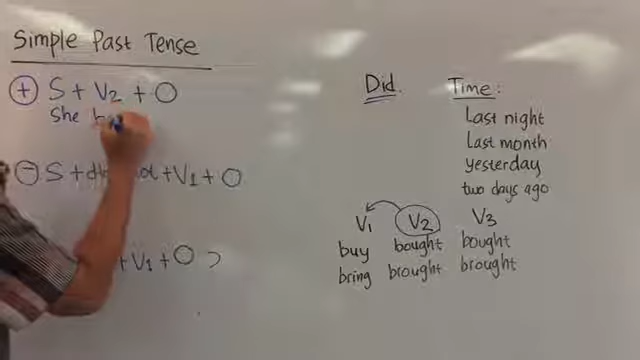 Simple Past Tense
(+) S + V2 + O
She
(-) S + not + V1 + O
+ V1 + O ?
Did.
Time:
Last night
Last month
yesterday
two days ago
V1 V2 V3
buy bought bought
bring brought brought